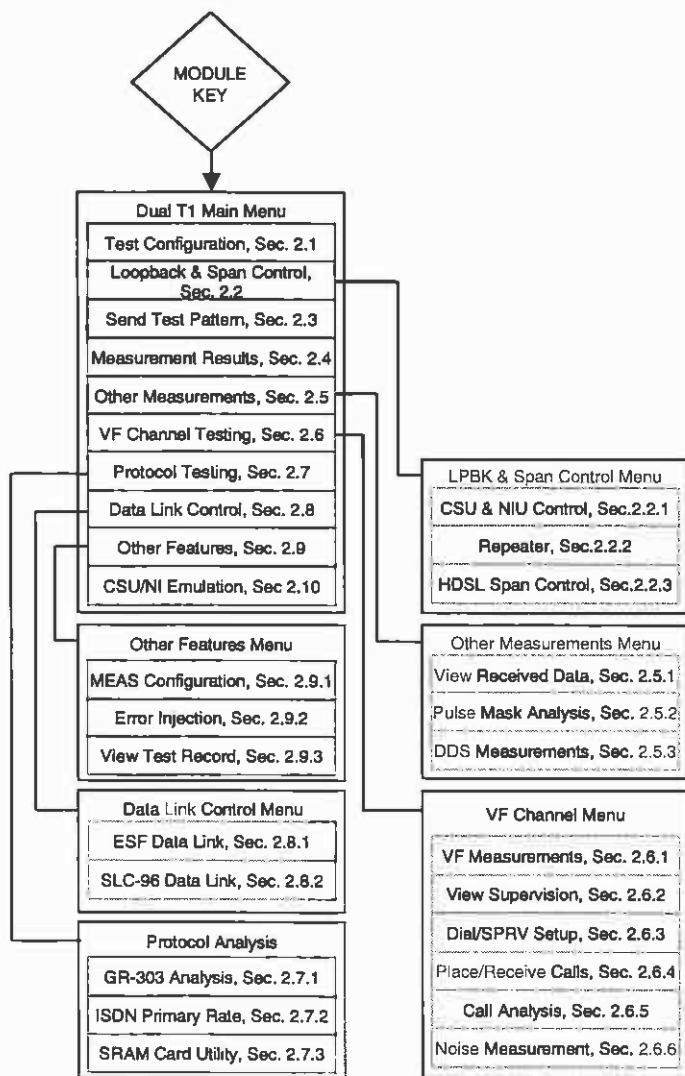 MODULE
KEY
Dual T1 Main Menu
Test Configuration, Sec. 2.1
Loopback & Span Control,
Sec. 2.2
Send Test Pattern, Sec. 2.3
Measurement Results, Sec. 2.4
Other Measurements, Sec. 2.5
VF Channel Testing, Sec. 2.6
Protocol Testing, Sec. 2.7
Data Link Control, Sec. 2.8
Other Features, Sec. 2.9
CSU/NI Emulation, Sec 2.10
LPBK & Span Control Menu
CSU & NIU Control, Sec.2.2.1
Repeater, Sec.2.2.2
HDSL Span Control, Sec.2.2.3
Other Features Menu
MEAS Configuration, Sec. 2.9.1
Error Injection, Sec. 2.9.2
View Test Record, Sec. 2.9.3
Other Measurements Menu
View Received Data, Sec. 2.5.1
Pulse Mask Analysis, Sec. 2.5.2
DDS Measurements, Sec. 2.5.3
Data Link Control Menu
ESF Data Link, Sec. 2.8.1
SLC-96 Data Link, Sec. 2.8.2
VF Channel Menu
VF Measurements, Sec. 2.6.1
View Supervision, Sec. 2.6.2
Dial/SPRV Setup, Sec. 2.6.3
Place/Receive Calls, Sec. 2.6.4
Call Analysis, Sec. 2.6.5
Noise Measurement, Sec. 2.6.6
Protocol Analysis
GR-303 Analysis, Sec. 2.7.1
ISDN Primary Rate, Sec. 2.7.2
SRAM Card Utility, Sec. 2.7.3